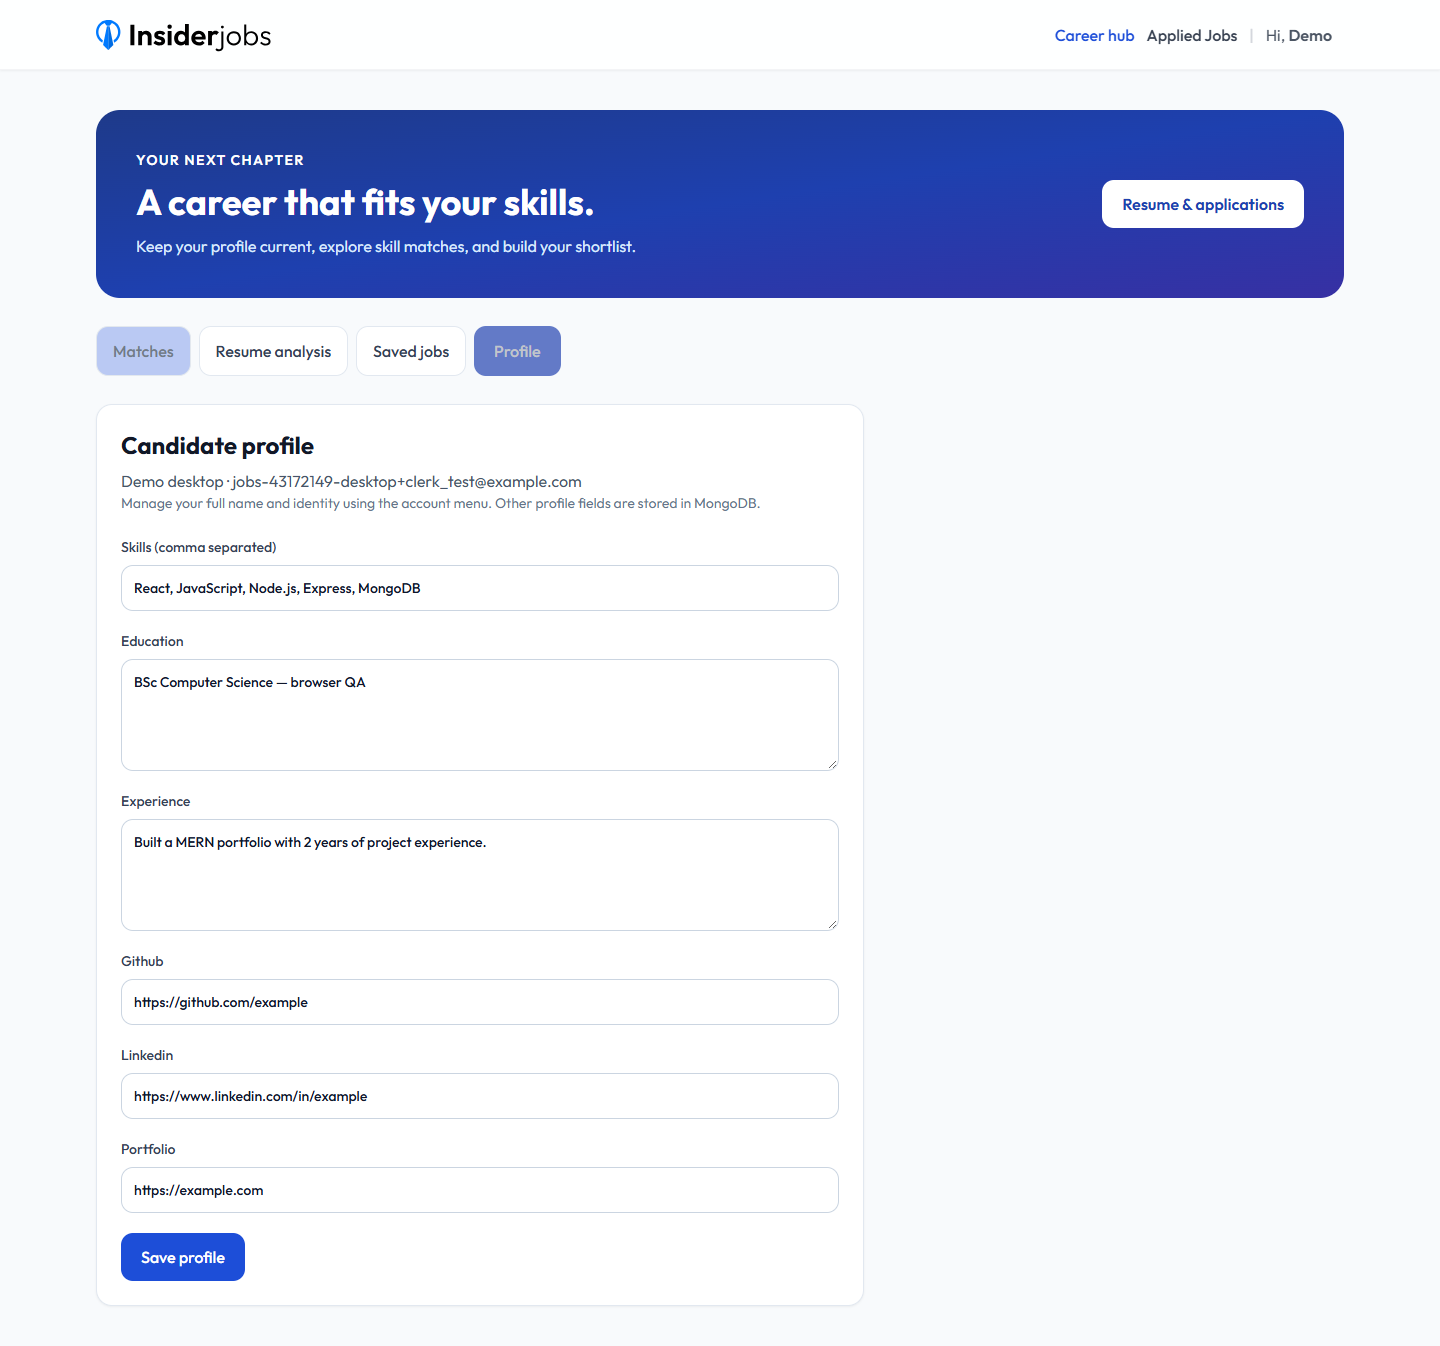 Insiderjobs
Career hub Applied Jobs | Hi, Demo
YOUR NEXT CHAPTER
A career that fits your skills.
Keep your profile current, explore skill matches, and build your shortlist.
Resume & applications
Matches Resume analysis Saved jobs Profile
Candidate profile
Demo desktop · jobs-43172149-desktop+clerk_test@example.com
Manage your full name and identity using the account menu. Other profile fields are stored in MongoDB.
Skills (comma separated)
React, JavaScript, Node.js, Express, MongoDB
Education
BSc Computer Science — browser QA
Experience
Built a MERN portfolio with 2 years of project experience.
Github
https://github.com/example
Linkedin
https://www.linkedin.com/in/example
Portfolio
https://example.com
Save profile